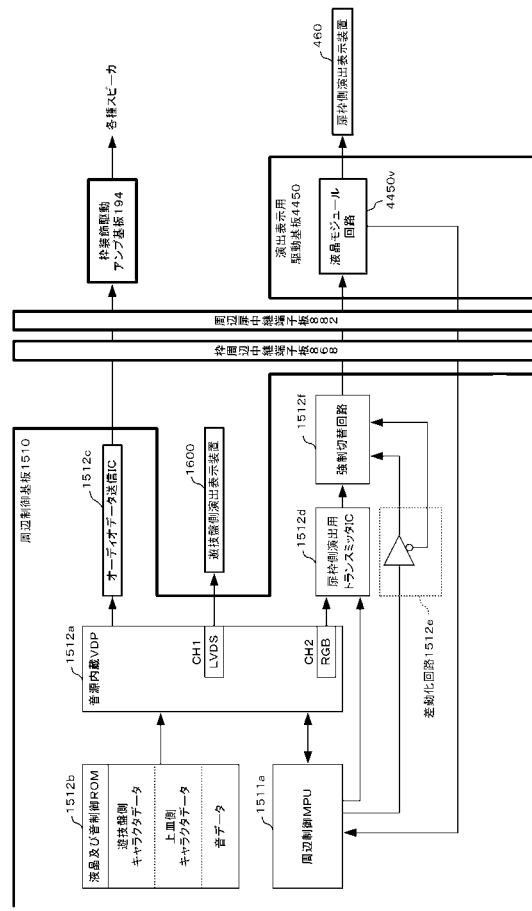 周辺制御基板1510
1512b
液晶及び音制御ROM
遊技盤側
キャラクタデータ
上皿側
キャラクタデータ
音データ
1511a
周辺制御MPU
1512a
音源内蔵VDP
CH1
LVDS
CH2
RGB
1512c
オーディオデータ送信IC
1600
遊技盤側演出表示装置
1512d
扉枠側演出用
トランスミッタIC
1512f
強制切替回路
差動化回路1512e
枠周辺中継端子板868
周辺扉中継端子板882
枠装飾駆動
アンプ基板194
各種スピーカ
演出表示用
駆動基板4450
液晶モジュール
回路
4450v
460
扉枠側演出表示装置